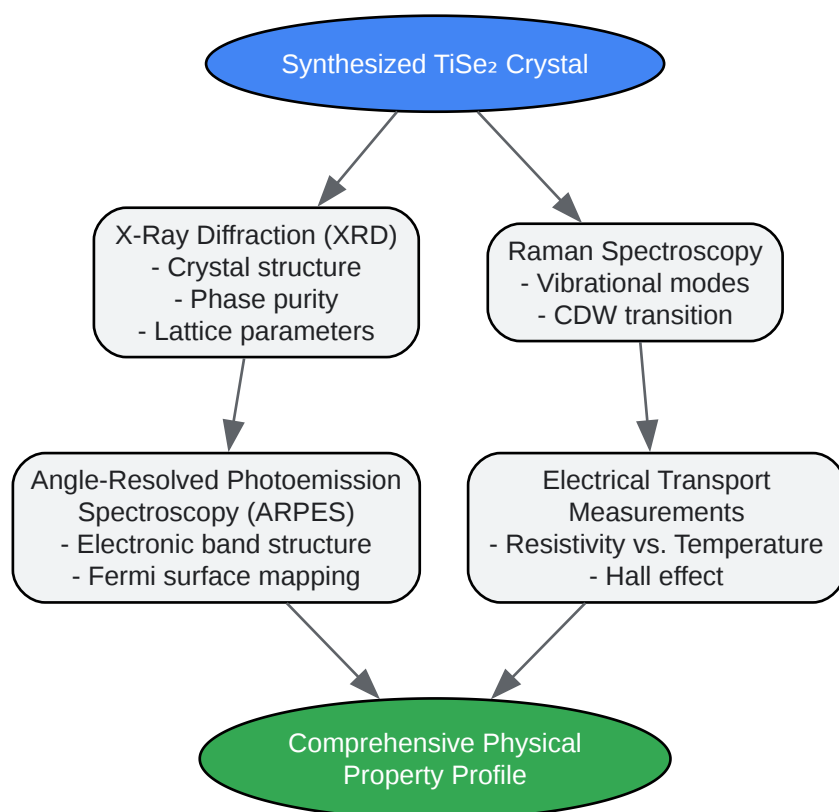 Synthesized TiSe₂ Crystal
X-Ray Diffraction (XRD)
- Crystal structure
- Phase purity
- Lattice parameters
Raman Spectroscopy
- Vibrational modes
- CDW transition
Angle-Resolved Photoemission
Spectroscopy (ARPES)
- Electronic band structure
- Fermi surface mapping
Electrical Transport
Measurements
- Resistivity vs. Temperature
- Hall effect
Comprehensive Physical
Property Profile